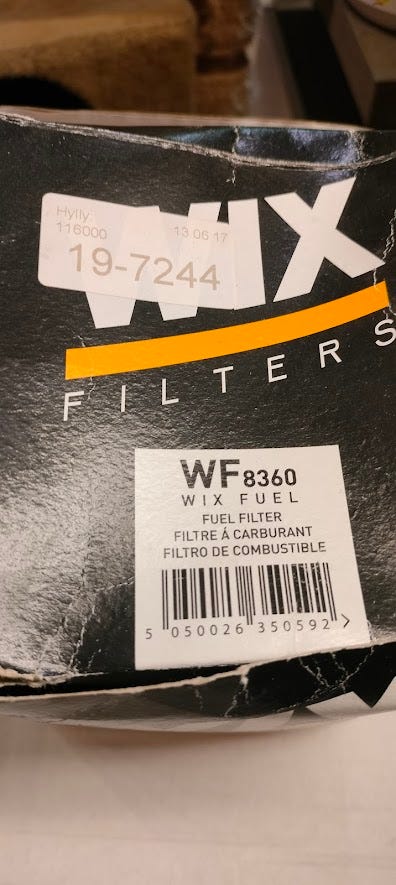 Hylly:
116000 13.06 17
19-7244
WIX
FILTERS
WF8360
WIX FUEL
FUEL FILTER
FILTRE Á CARBURANT
FILTRO DE COMBUSTIBLE
5 050026 350592 >